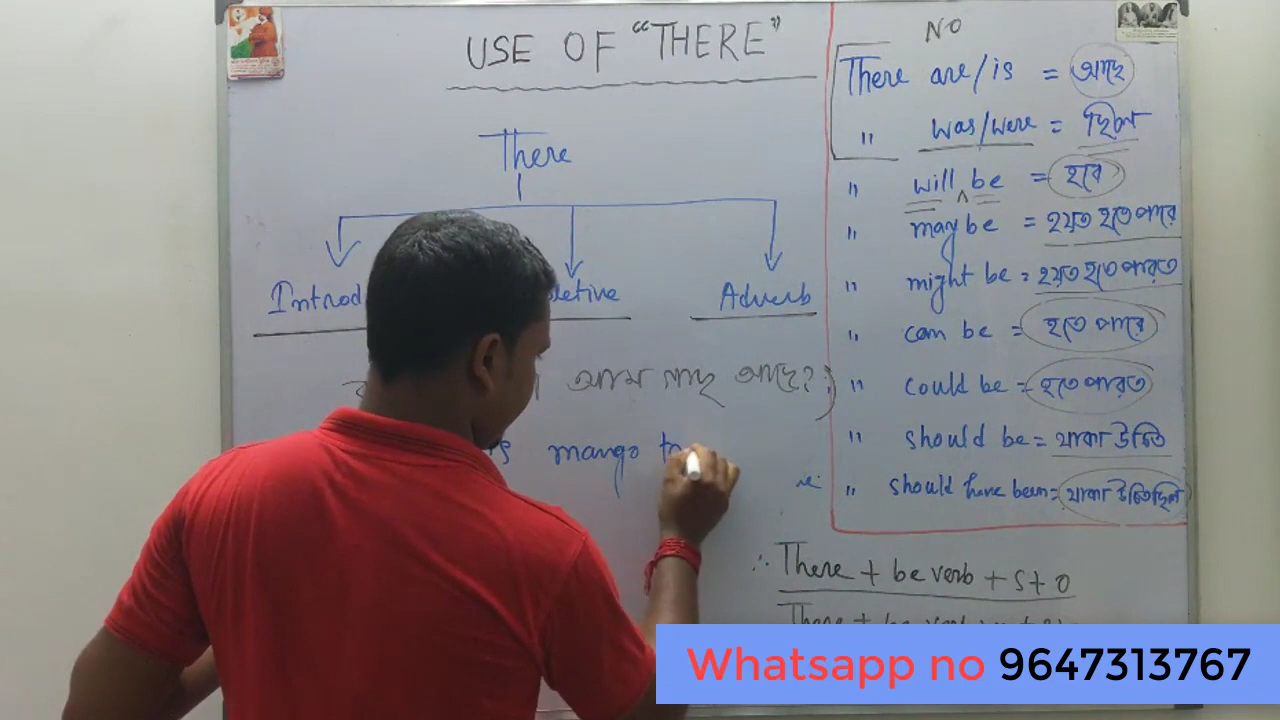 USE OF "THERE"
There
Introd
letive
Adverb
আম গাছ আছে?
mango
NO
There are/is = আছে
" was/were = ছিল
" will be = হবে
" may be = হয়ত হতে পারে
" might be = হয়ত হতে পারত
" can be = হতে পারে
" could be = হতে পারত
" should be = থাকা উচিত
" should have been = থাকা উচিত ছিল
∴ There + be verb + S + O
Whatsapp no 9647313767